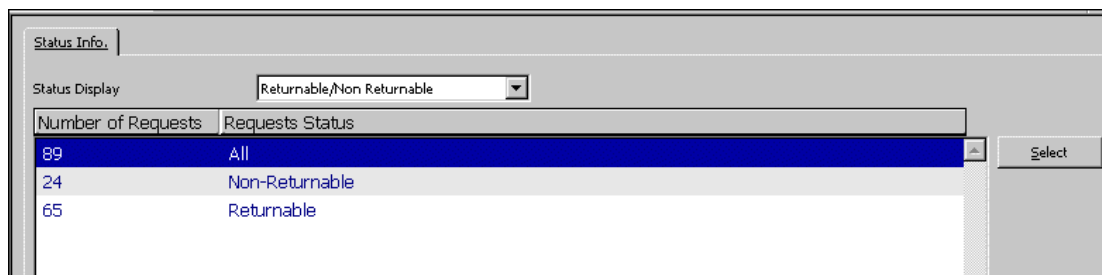 Status Info.
Status Display Returnable/Non Returnable
Number of Requests Requests Status
89 All
Select
24 Non-Returnable
65 Returnable